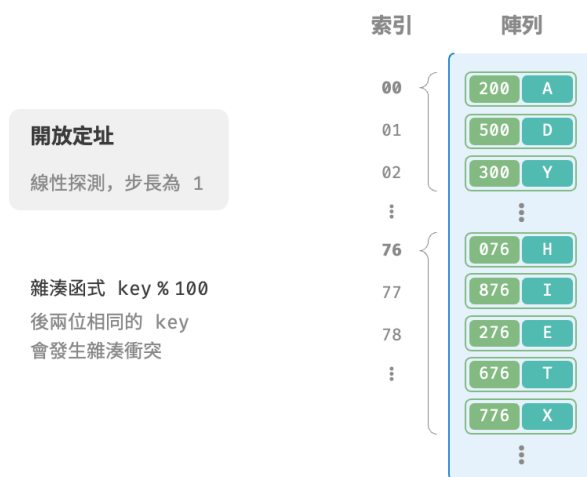 索引 陣列
開放定址
線性探測，步長為 1
雜湊函式 key % 100
後兩位相同的 key
會發生雜湊衝突
00 200 A
01 500 D
02 300 Y
⋮ ⋮
76 076 H
77 876 I
78 276 E
⋮ 676 T
776 X
⋮